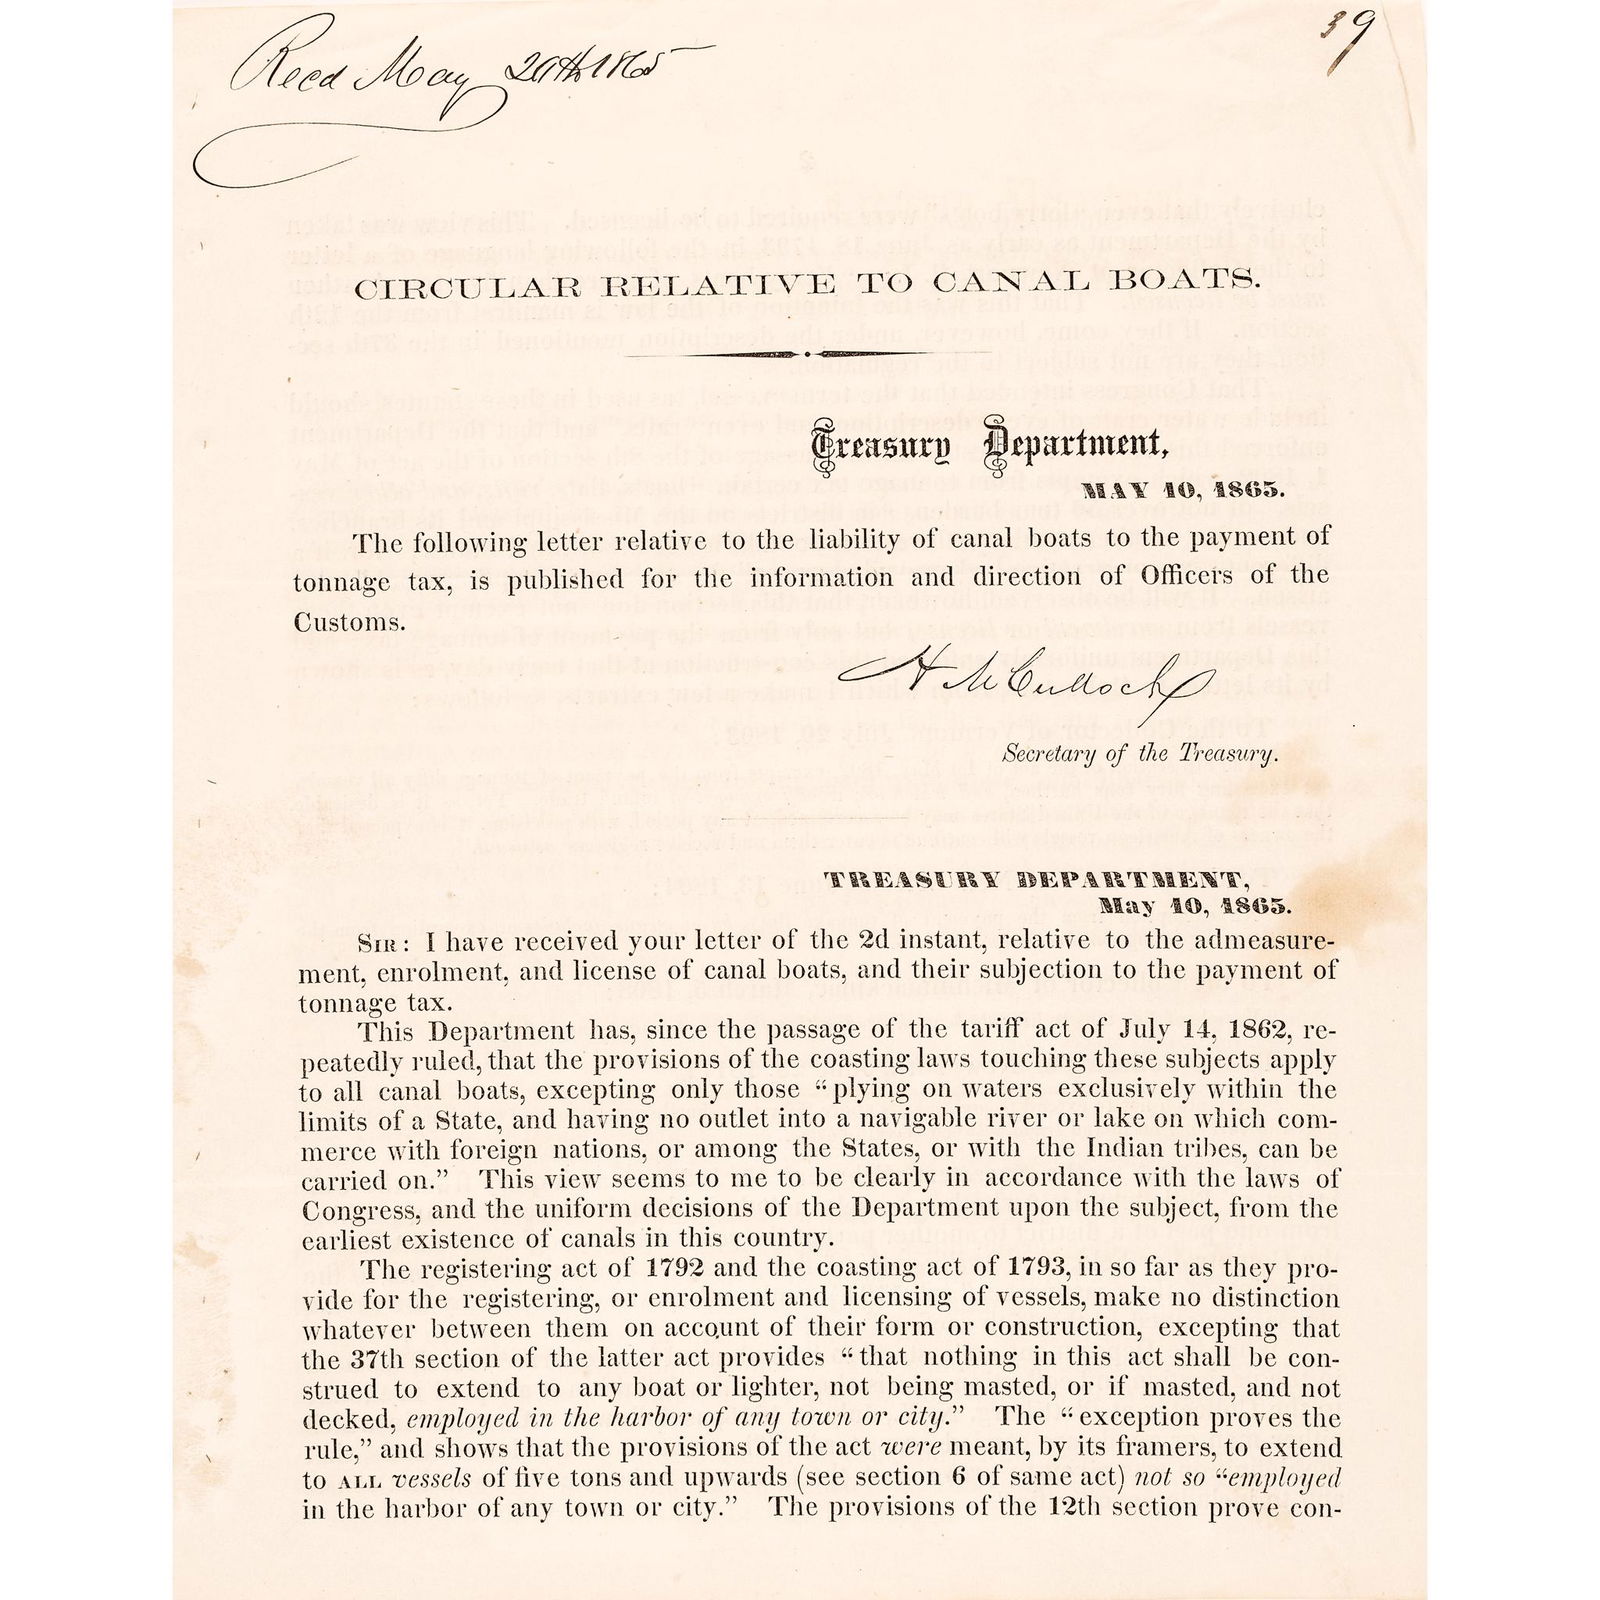 Recd May 20th 1865
39
CIRCULAR RELATIVE TO CANAL BOATS.
Treasury Department,
MAY 10, 1865.
The following letter relative to the liability of canal boats to the payment of
tonnage tax, is published for the information and direction of Officers of the
Customs.
H McCulloch
Secretary of the Treasury.
TREASURY DEPARTMENT,
May 10, 1865.
SIR: I have received your letter of the 2d instant, relative to the admeasure-
ment, enrolment, and license of canal boats, and their subjection to the payment of
tonnage tax.
This Department has, since the passage of the tariff act of July 14, 1862, re-
peatedly ruled, that the provisions of the coasting laws touching these subjects apply
to all canal boats, excepting only those “plying on waters exclusively within the
limits of a State, and having no outlet into a navigable river or lake on which com-
merce with foreign nations, or among the States, or with the Indian tribes, can be
carried on.” This view seems to me to be clearly in accordance with the laws of
Congress, and the uniform decisions of the Department upon the subject, from the
earliest existence of canals in this country.
The registering act of 1792 and the coasting act of 1793, in so far as they pro-
vide for the registering, or enrolment and licensing of vessels, make no distinction
whatever between them on account of their form or construction, excepting that
the 37th section of the latter act provides “that nothing in this act shall be con-
strued to extend to any boat or lighter, not being masted, or if masted, and not
decked, employed in the harbor of any town or city.” The “exception proves the
rule,” and shows that the provisions of the act were meant, by its framers, to extend
to ALL vessels of five tons and upwards (see section 6 of same act) not so “employed
in the harbor of any town or city.” The provisions of the 12th section prove con-